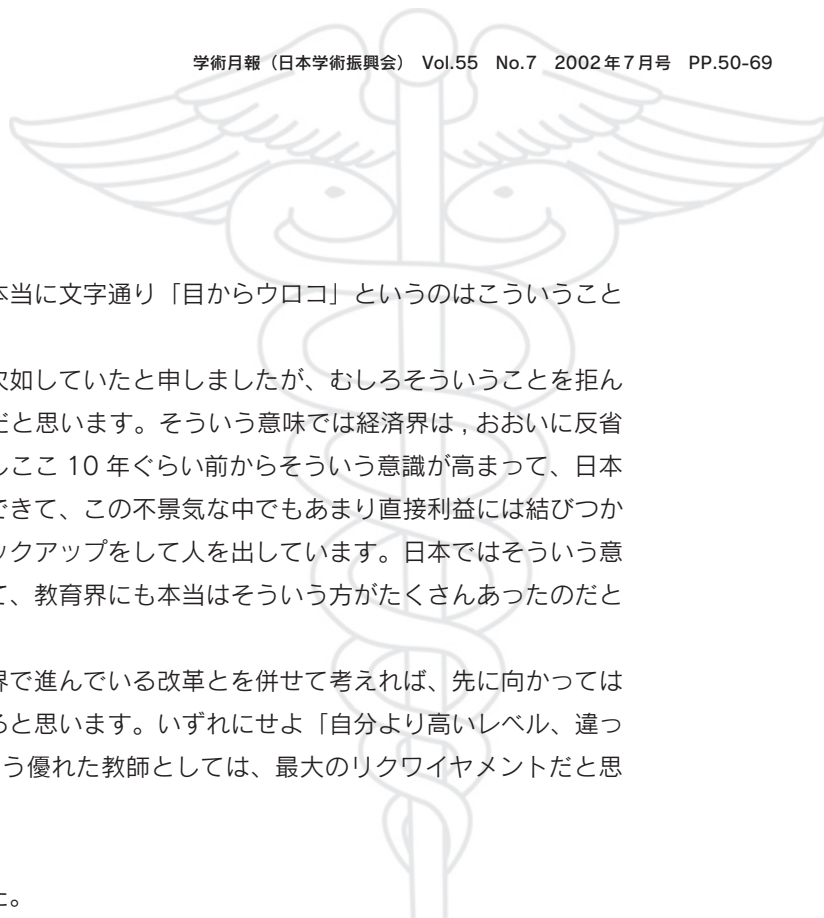 学術月報（日本学術振興会） Vol.55 No.7 2002年7月号 PP.50-69
本当に文字通り「目からウロコ」というのはこういうこと
欠如していたと申しましたが、むしろそういうことを拒ん
だと思います。そういう意味では経済界は , おおいに反省
しここ 10 年ぐらい前からそういう意識が高まって、日本
できて、この不景気な中でもあまり直接利益には結びつか
ックアップをして人を出しています。日本ではそういう意
て、教育界にも本当はそういう方がたくさんあったのだと
界で進んでいる改革とを併せて考えれば、先に向かっては
ると思います。いずれにせよ「自分より高いレベル、違っ
う優れた教師としては、最大のリクワイヤメントだと思
た。